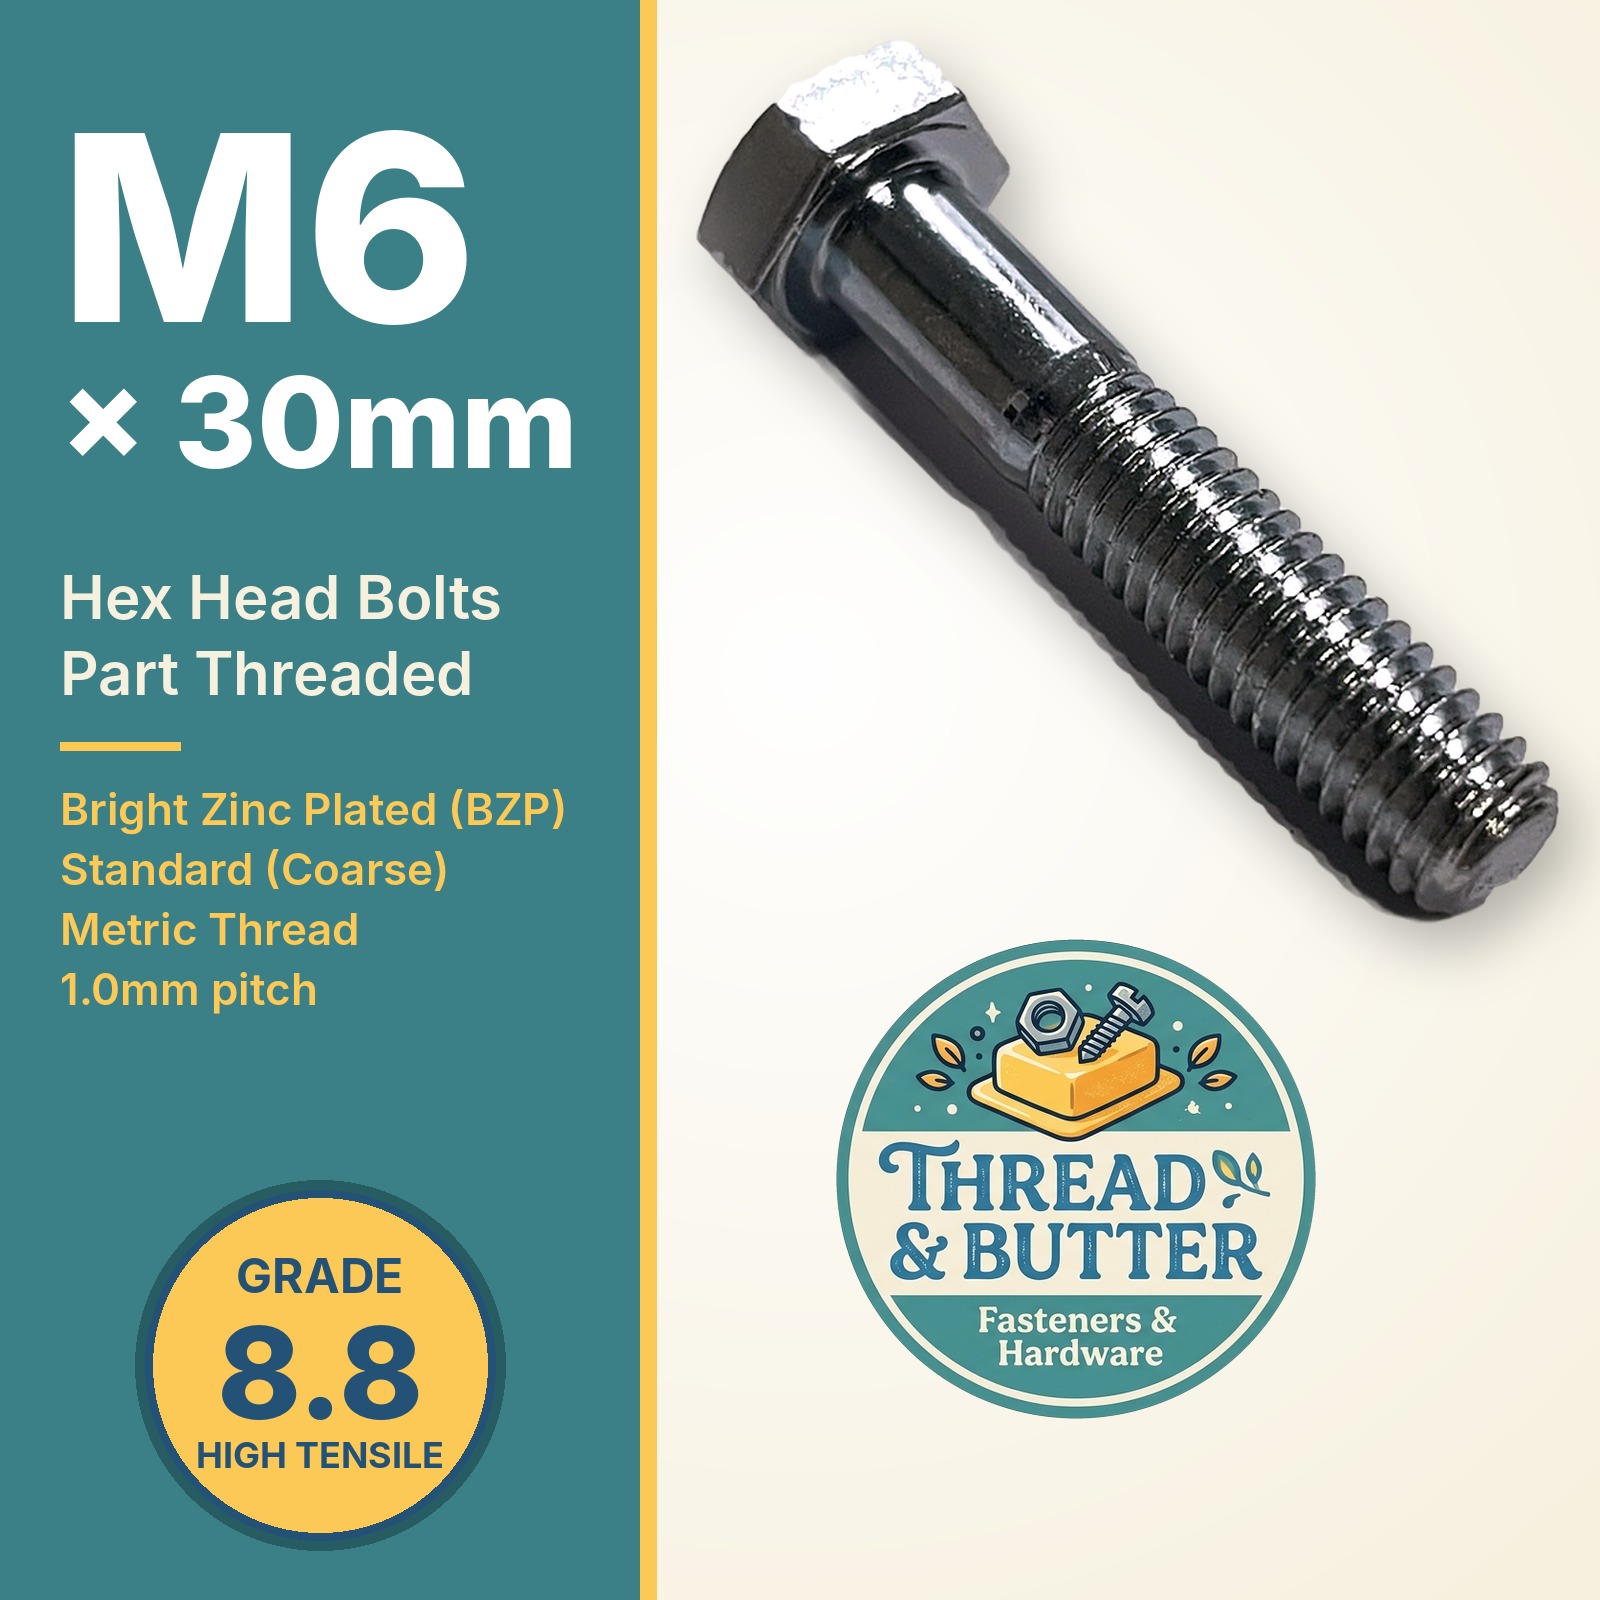 M6
× 30mm
Hex Head Bolts
Part Threaded
Bright Zinc Plated (BZP)
Standard (Coarse)
Metric Thread
1.0mm pitch
GRADE
8.8
HIGH TENSILE
THREAD
& BUTTER
Fasteners &
Hardware